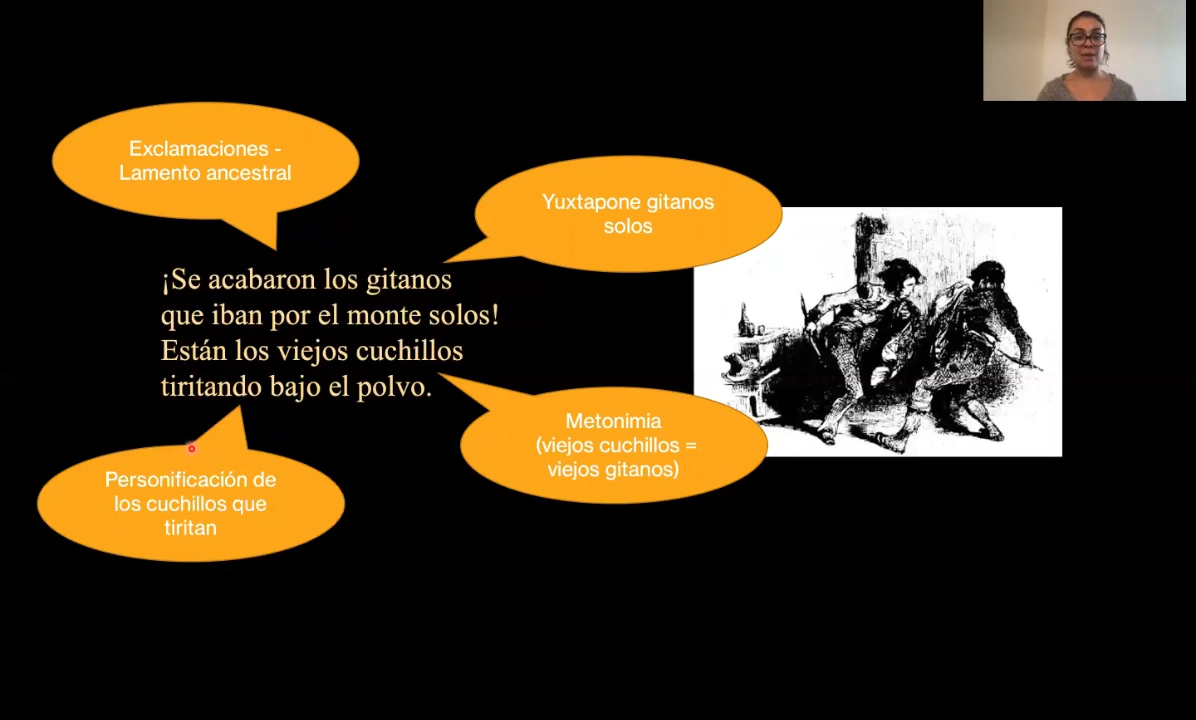 Exclamaciones -
Lamento ancestral
Yuxtapone gitanos
solos
¡Se acabaron los gitanos
que iban por el monte solos!
Están los viejos cuchillos
tiritando bajo el polvo.
Metonimia
(viejos cuchillos =
viejos gitanos)
Personificación de
los cuchillos que
tiritan